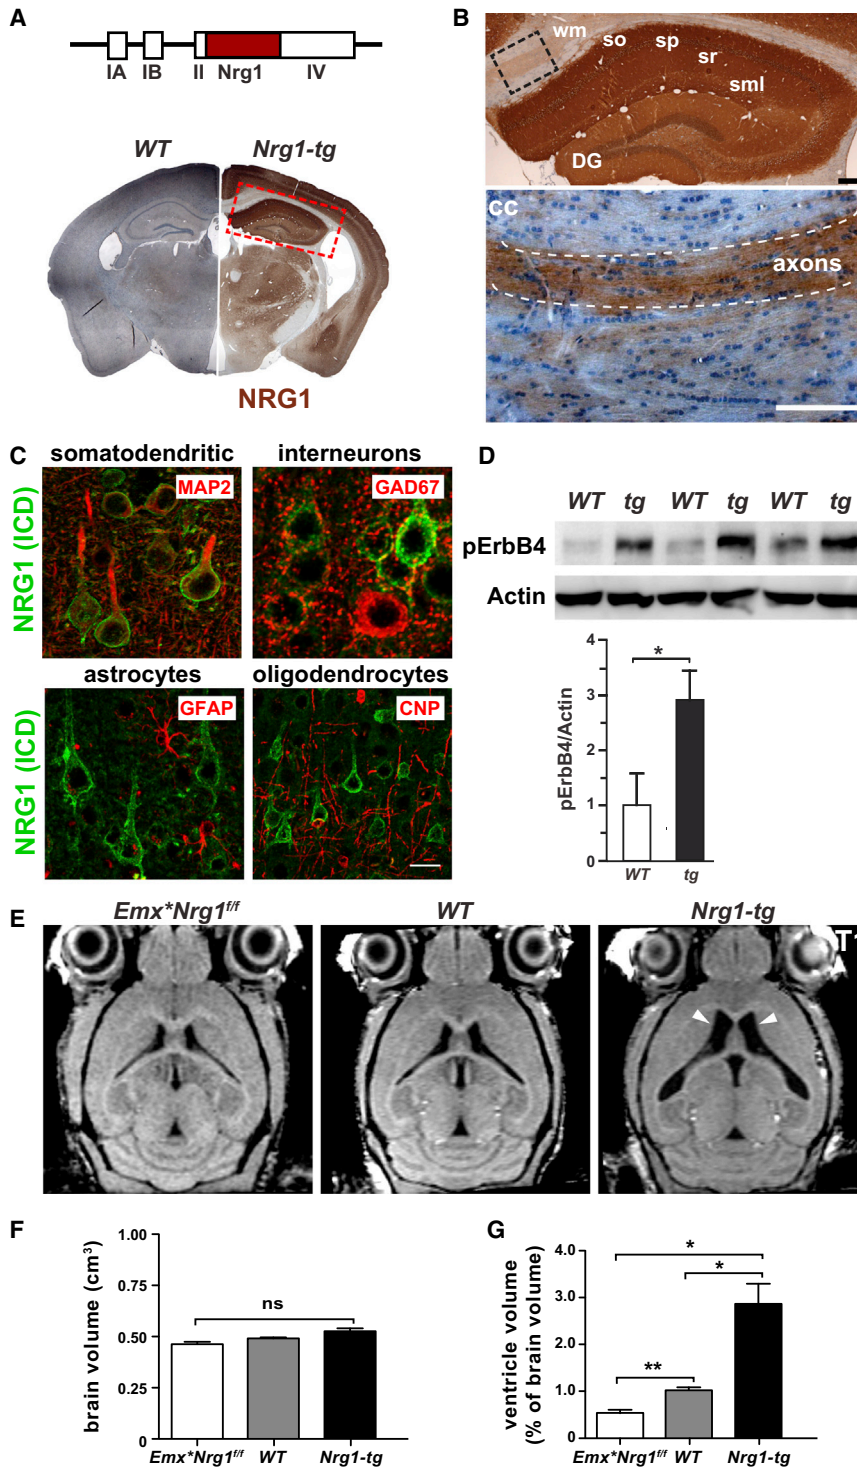 A
IA IB II Nrg1 IV
WT Nrg1-tg
NRG1
B
wm so sp sr sml
DG
cc
axons
C
somatodendritic interneurons
NRG1 (ICD)
MAP2 GAD67
astrocytes oligodendrocytes
NRG1 (ICD)
GFAP CNP
D
WT tg WT tg WT tg
pErbB4
Actin
pErbB4/Actin
4
3
2
1
0
*
WT tg
E
Emx*Nrg1f/f WT Nrg1-tg
F
brain volume (cm³)
1.00
0.75
0.50
0.25
0
ns
Emx*Nrg1f/f WT Nrg1-tg
G
ventricle volume
(% of brain volume)
4.0
3.0
2.0
1.0
0
*
*
**
Emx*Nrg1f/f WT Nrg1-tg